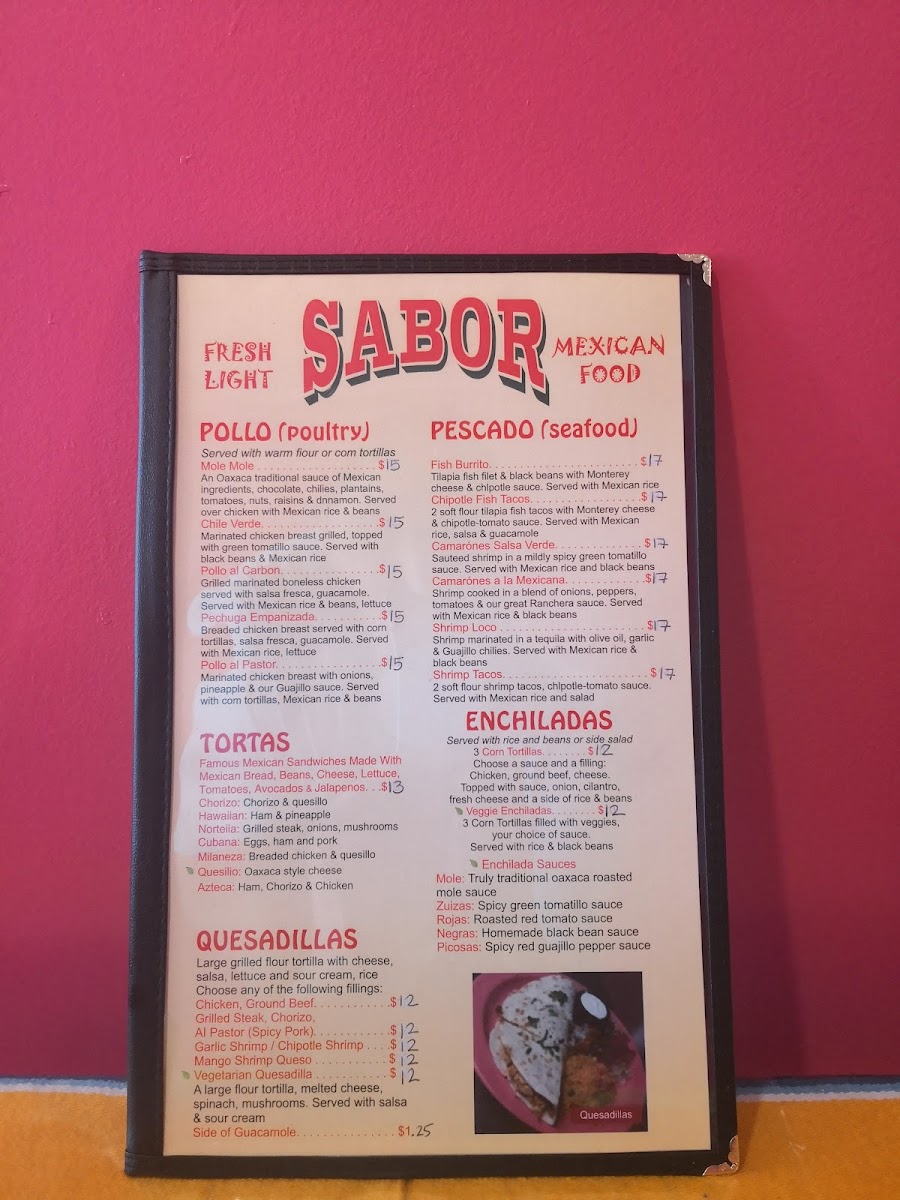 FRESH
LIGHT
SABOR
MEXICAN
FOOD
POLLO (poultry)
Served with warm flour or corn tortillas
Mole Mole . . . . . . . . . . . . . . . . . . . $15
An Oaxaca traditional sauce of Mexican
ingredients, chocolate, chilies, plantains,
tomatoes, nuts, raisins & cinnamon. Served
over chicken with Mexican rice & beans
Chile Verde. . . . . . . . . . . . . . . . . . .$15
Marinated chicken breast grilled, topped
with green tomatillo sauce. Served with
black beans & Mexican rice
Pollo al Carbon. . . . . . . . . . . . . . . .$15
Grilled marinated boneless chicken
served with salsa fresca, guacamole.
Served with Mexican rice & beans, lettuce
Pechuga Empanizada. . . . . . . . . . .$15
Breaded chicken breast served with corn
tortillas, salsa fresca, guacamole. Served
with Mexican rice, lettuce
Pollo al Pastor. . . . . . . . . . . . . . . . .$15
Marinated chicken breast with onions,
pineapple & our Guajillo sauce. Served
with corn tortillas, Mexican rice & beans
TORTAS
Famous Mexican Sandwiches Made With
Mexican Bread, Beans, Cheese, Lettuce,
Tomatoes, Avocados & Jalapenos. . .$13
Chorizo: Chorizo & quesillo
Hawaiian: Ham & pineapple
Norteila: Grilled steak, onions, mushrooms
Cubana: Eggs, ham and pork
Milaneza: Breaded chicken & quesillo
Quesilio: Oaxaca style cheese
Azteca: Ham, Chorizo & Chicken
QUESADILLAS
Large grilled flour tortilla with cheese,
salsa, lettuce and sour cream, rice
Choose any of the following fillings:
Chicken, Ground Beef. . . . . . . . . . .$12
Grilled Steak, Chorizo,
Al Pastor (Spicy Pork). . . . . . . . . . .$12
Garlic Shrimp / Chipotle Shrimp . . . .$12
Mango Shrimp Queso . . . . . . . . . . $12
Vegetarian Quesadilla . . . . . . . . . . . $12
A large flour tortilla, melted cheese,
spinach, mushrooms. Served with salsa
& sour cream
Side of Guacamole. . . . . . . . . . . . . . $1.25
PESCADO (seafood)
Fish Burrito. . . . . . . . . . . . . . . . . . . . . . . $17
Tilapia fish filet & black beans with Monterey
cheese & chipotle sauce. Served with Mexican rice
Chipotle Fish Tacos. . . . . . . . . . . . . . . . . $17
2 soft flour tilapia fish tacos with Monterey cheese
& chipotle-tomato sauce. Served with Mexican
rice, salsa & guacamole
Camarónes Salsa Verde. . . . . . . . . . . . . $17
Sauteed shrimp in a mildly spicy green tomatillo
sauce. Served with Mexican rice and black beans
Camarónes a la Mexicana. . . . . . . . . . . .$17
Shrimp cooked in a blend of onions, peppers,
tomatoes & our great Ranchera sauce. Served
with Mexican rice & black beans
Shrimp Loco . . . . . . . . . . . . . . . . . . . . . $17
Shrimp marinated in a tequila with olive oil, garlic
& Guajillo chilies. Served with Mexican rice &
black beans
Shrimp Tacos. . . . . . . . . . . . . . . . . . . . . . $17
2 soft flour shrimp tacos, chipotle-tomato sauce.
Served with Mexican rice and salad
ENCHILADAS
Served with rice and beans or side salad
3 Corn Tortillas. . . . . . . . $12
Choose a sauce and a filling:
Chicken, ground beef, cheese.
Topped with sauce, onion, cilantro,
fresh cheese and a side of rice & beans
Veggie Enchiladas. . . . . . . . $12
3 Corn Tortillas filled with veggies,
your choice of sauce.
Served with rice & black beans
Enchilada Sauces
Mole: Truly traditional oaxaca roasted
mole sauce
Zuizas: Spicy green tomatillo sauce
Rojas: Roasted red tomato sauce
Negras: Homemade black bean sauce
Picosas: Spicy red guajillo pepper sauce
Quesadillas